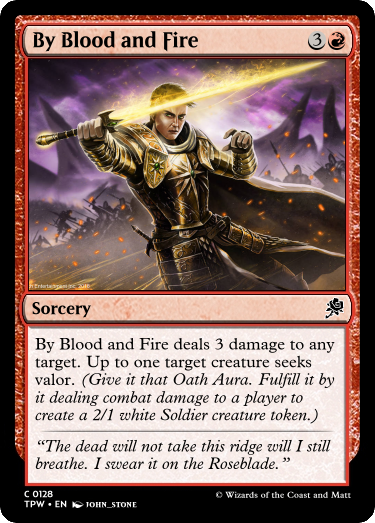 By Blood and Fire 3
Sorcery
By Blood and Fire deals 3 damage to any
target. Up to one target creature seeks
valor. (Give it that Oath Aura. Fulfill it by
it dealing combat damage to a player to
create a 2/1 white Soldier creature token.)
“The dead will not take this ridge will I still
breathe. I swear it on the Roseblade.”
C 0128
TPW • EN JOHN_STONE
© Wizards of the Coast and Matt